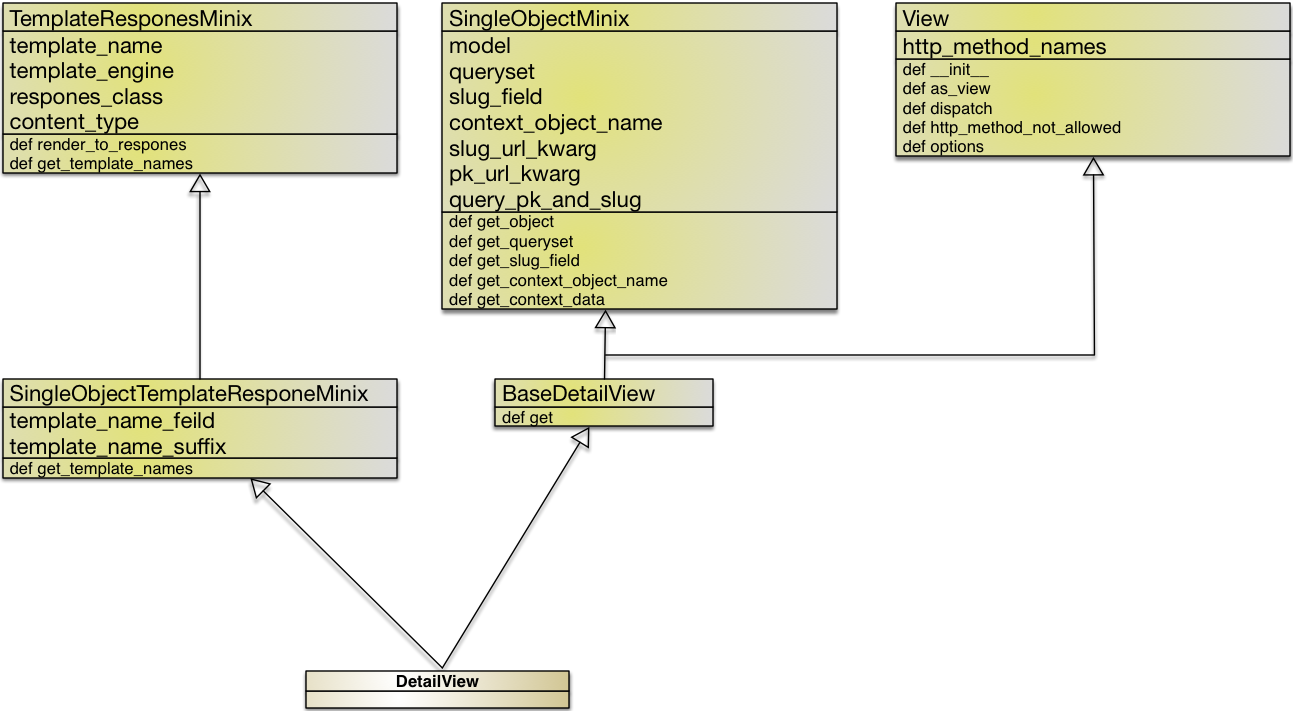 TemplateResponesMinix
template_name
template_engine
respones_class
content_type
def render_to_respones
def get_template_names
SingleObjectMinix
model
queryset
slug_field
context_object_name
slug_url_kwarg
pk_url_kwarg
query_pk_and_slug
def get_object
def get_queryset
def get_slug_field
def get_context_object_name
def get_context_data
View
http_method_names
def __init__
def as_view
def dispatch
def http_method_not_allowed
def options
SingleObjectTemplateResponeMinix
template_name_feild
template_name_suffix
def get_template_names
BaseDetailView
def get
DetailView